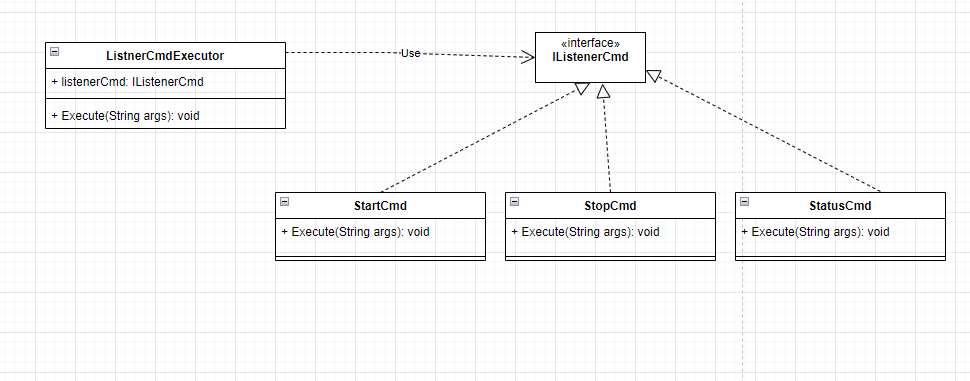 ListnerCmdExecutor
+ listenerCmd: IListenerCmd
+ Execute(String args): void
Use
«interface»
IListenerCmd
StartCmd
+ Execute(String args): void
StopCmd
+ Execute(String args): void
StatusCmd
+ Execute(String args): void